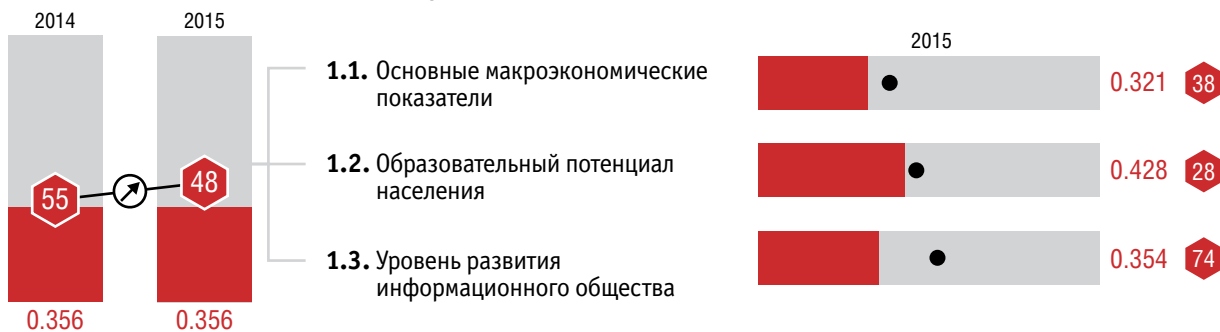 2014
2015
55
48
0.356
0.356
1.1. Основные макроэкономические
показатели
1.2. Образовательный потенциал
населения
1.3. Уровень развития
информационного общества
2015
0.321 38
0.428 28
0.354 74